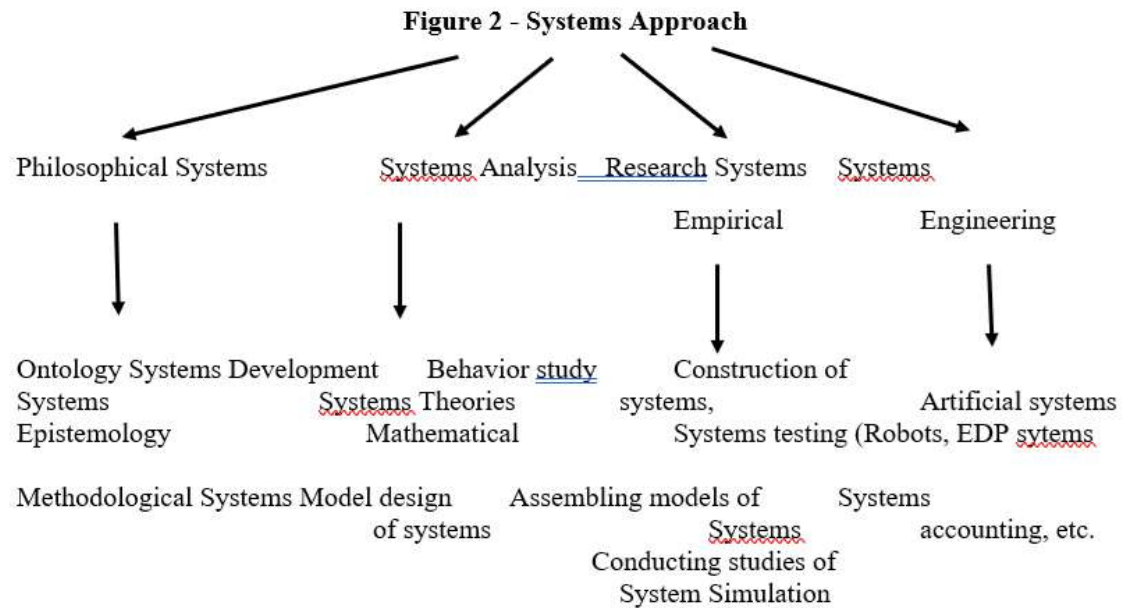 Figure 2 - Systems Approach
Philosophical Systems Systems Analysis Research Systems Systems
Empirical Engineering
Ontology Systems Development Behavior study Construction of
Systems Systems Theories systems, Artificial systems
Epistemology Mathematical Systems testing (Robots, EDP sytems
Methodological Systems Model design Assembling models of Systems
of systems Systems accounting, etc.
Conducting studies of
System Simulation